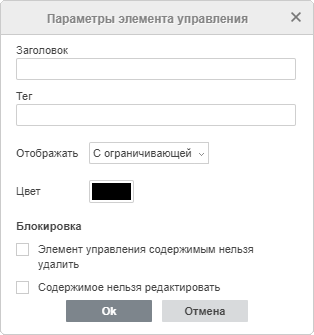 Параметры элемента управления
Заголовок
Тег
Отображать С ограничивающей
Цвет
Блокировка
Элемент управления содержимым нельзя
удалить
Содержимое нельзя редактировать
Ok Отмена